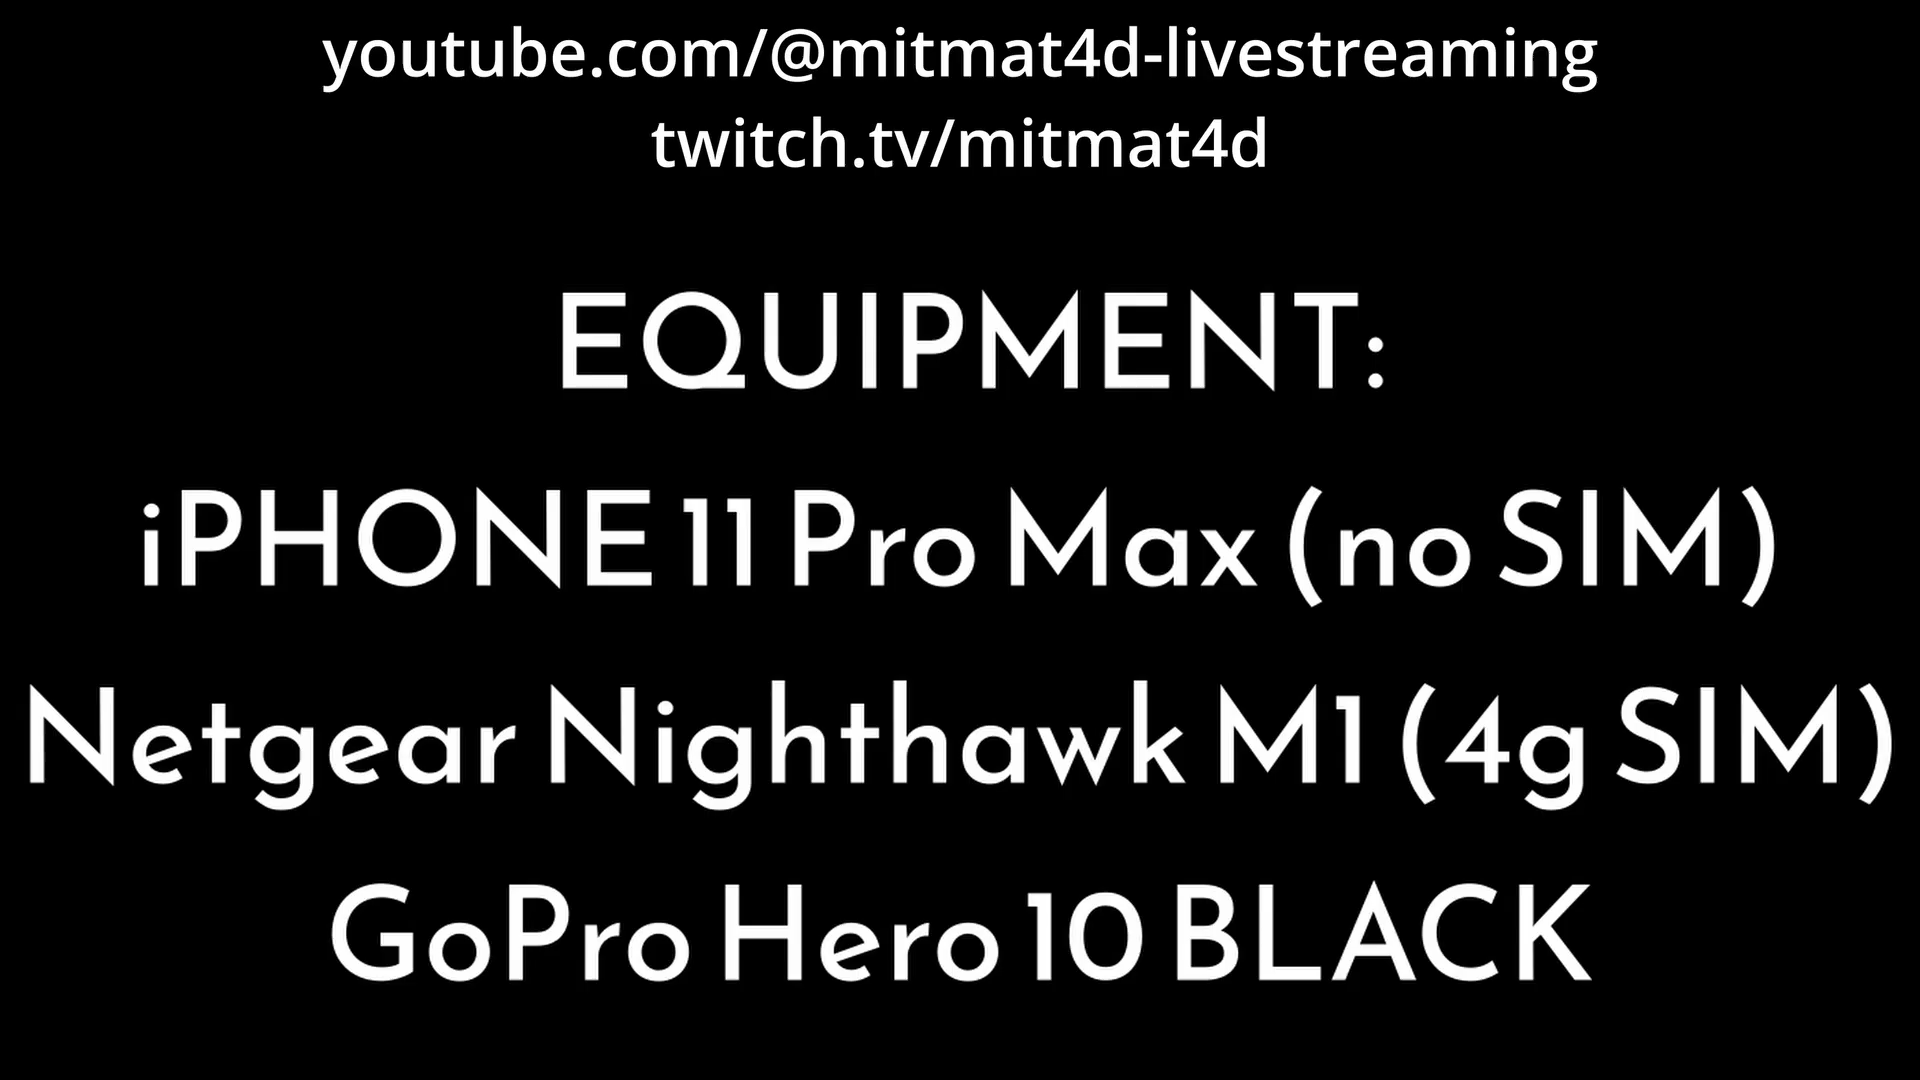 youtube.com/@mitmat4d-livestreaming
twitch.tv/mitmat4d
EQUIPMENT:
iPHONE 11 Pro Max (no SIM)
Netgear Nighthawk M1 (4g SIM)
GoPro Hero 10 BLACK